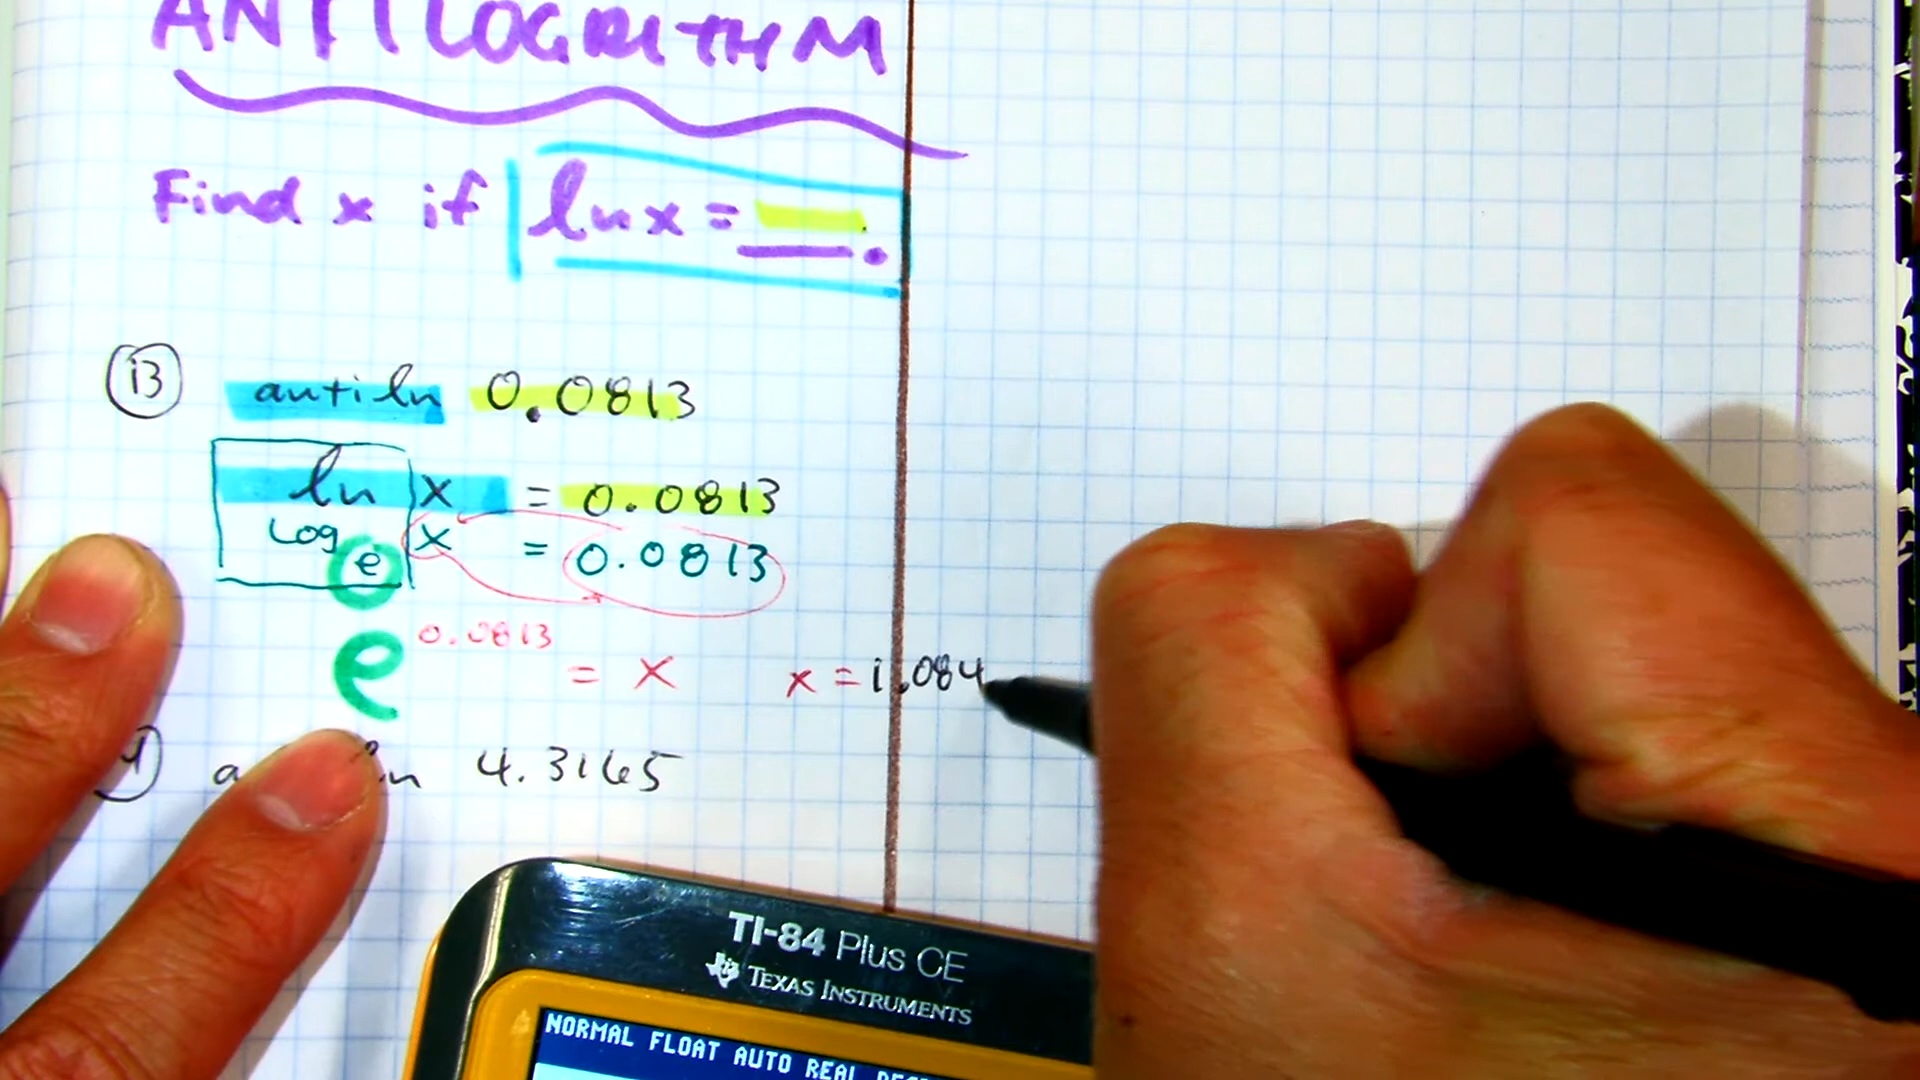 ANTILOGRITHM
Find x if ln x = .
13 antiln 0.0813
ln x = 0.0813
Log e x = 0.0813
e 0.0813 = x x = 1.084
4.3165
TI-84 Plus CE
TEXAS INSTRUMENTS
NORMAL FLOAT AUTO REAL